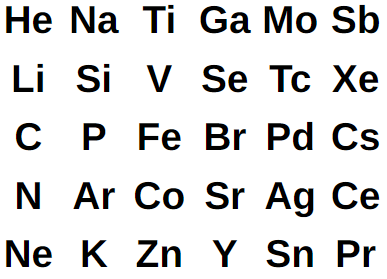 He Na Ti Ga Mo Sb
Li Si V Se Tc Xe
C P Fe Br Pd Cs
N Ar Co Sr Ag Ce
Ne K Zn Y Sn Pr